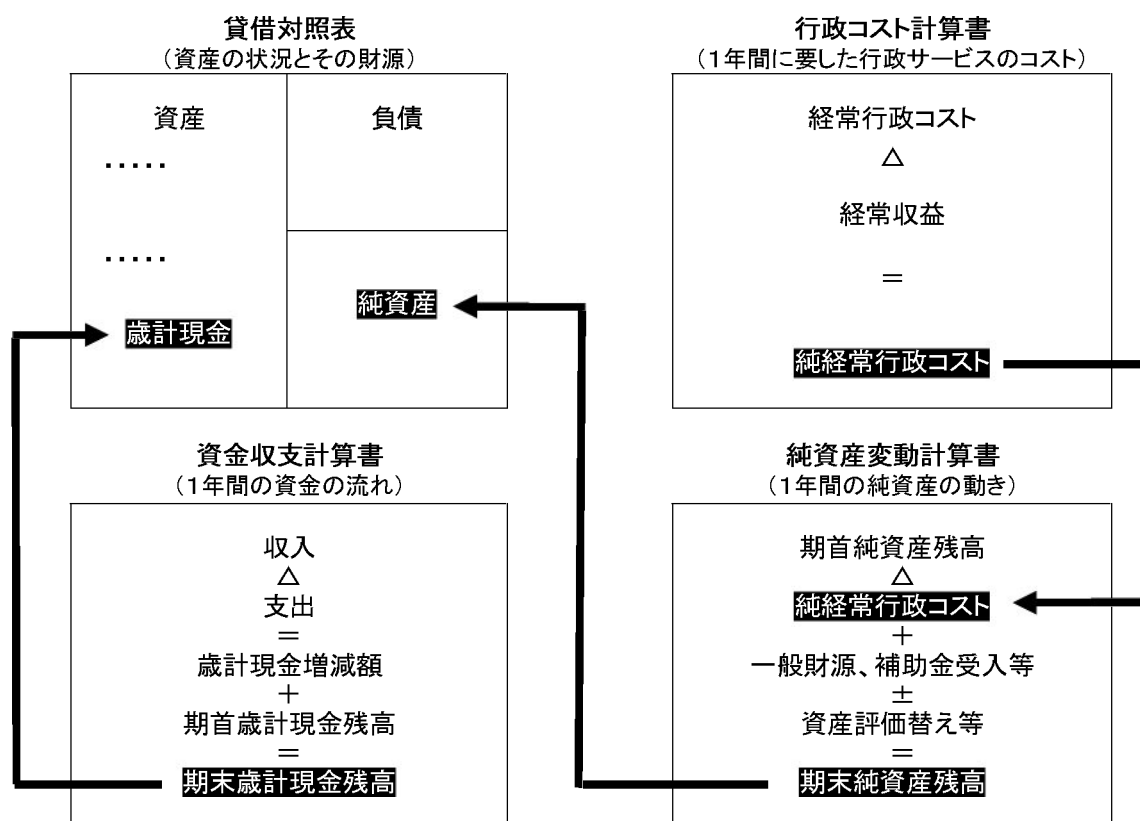 貸借対照表
（資産の状況とその財源）
資産
・・・・・
・・・・・
歳計現金
負債
純資産
行政コスト計算書
（1年間に要した行政サービスのコスト）
経常行政コスト
△
経常収益
＝
純経常行政コスト
資金収支計算書
（1年間の資金の流れ）
収入
△
支出
＝
歳計現金増減額
＋
期首歳計現金残高
＝
期末歳計現金残高
純資産変動計算書
（1年間の純資産の動き）
期首純資産残高
△
純経常行政コスト
＋
一般財源、補助金受入等
±
資産評価替え等
＝
期末純資産残高